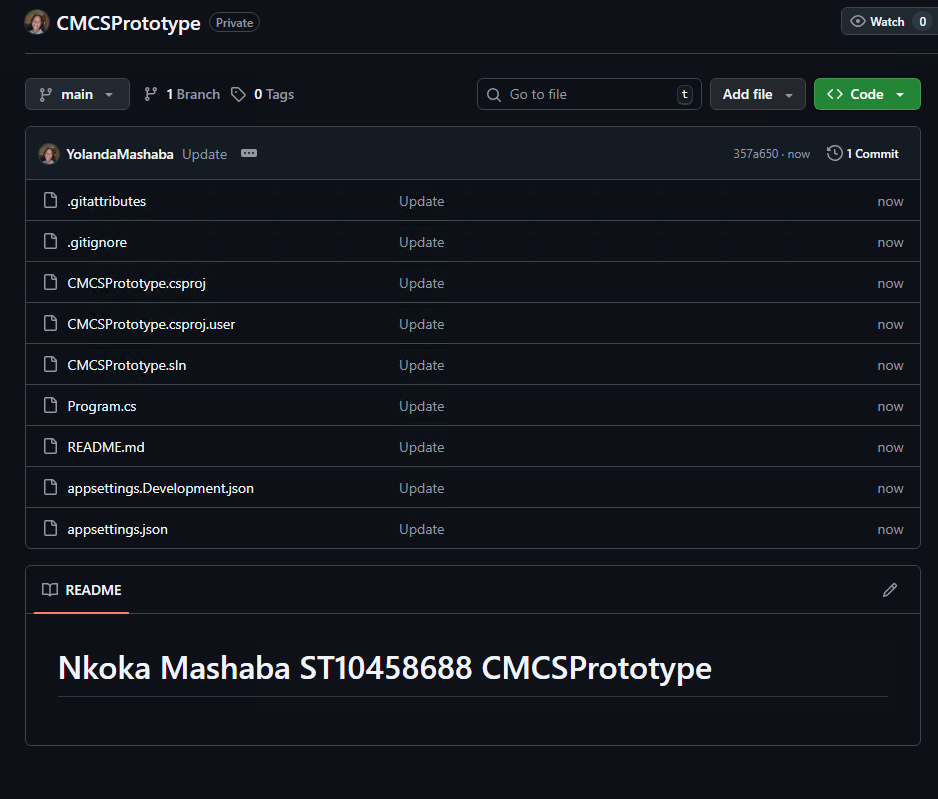 CMCSPrototype Private Watch 0
main 1 Branch 0 Tags Go to file t Add file Code
YolandaMashaba Update 357a650 · now 1 Commit
.gitattributes Update now
.gitignore Update now
CMCSPrototype.csproj Update now
CMCSPrototype.csproj.user Update now
CMCSPrototype.sln Update now
Program.cs Update now
README.md Update now
appsettings.Development.json Update now
appsettings.json Update now
README
Nkoka Mashaba ST10458688 CMCSPrototype